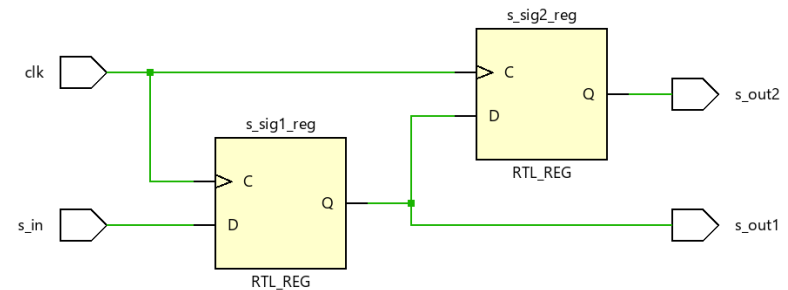 s_sig2_reg
clk
C
Q
s_out2
D
s_sig1_reg
RTL_REG
C
Q
s_in
D
s_out1
RTL_REG